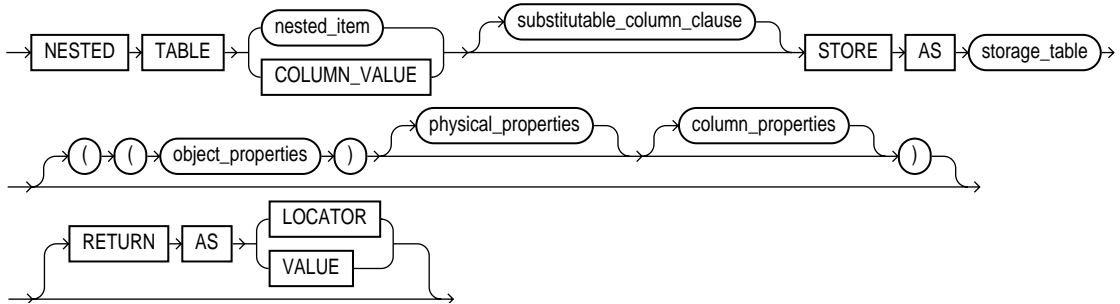 nested_item substitutable_column_clause
NESTED TABLE COLUMN_VALUE STORE AS storage_table
physical_properties column_properties
( ( object_properties ) )
LOCATOR
RETURN AS VALUE